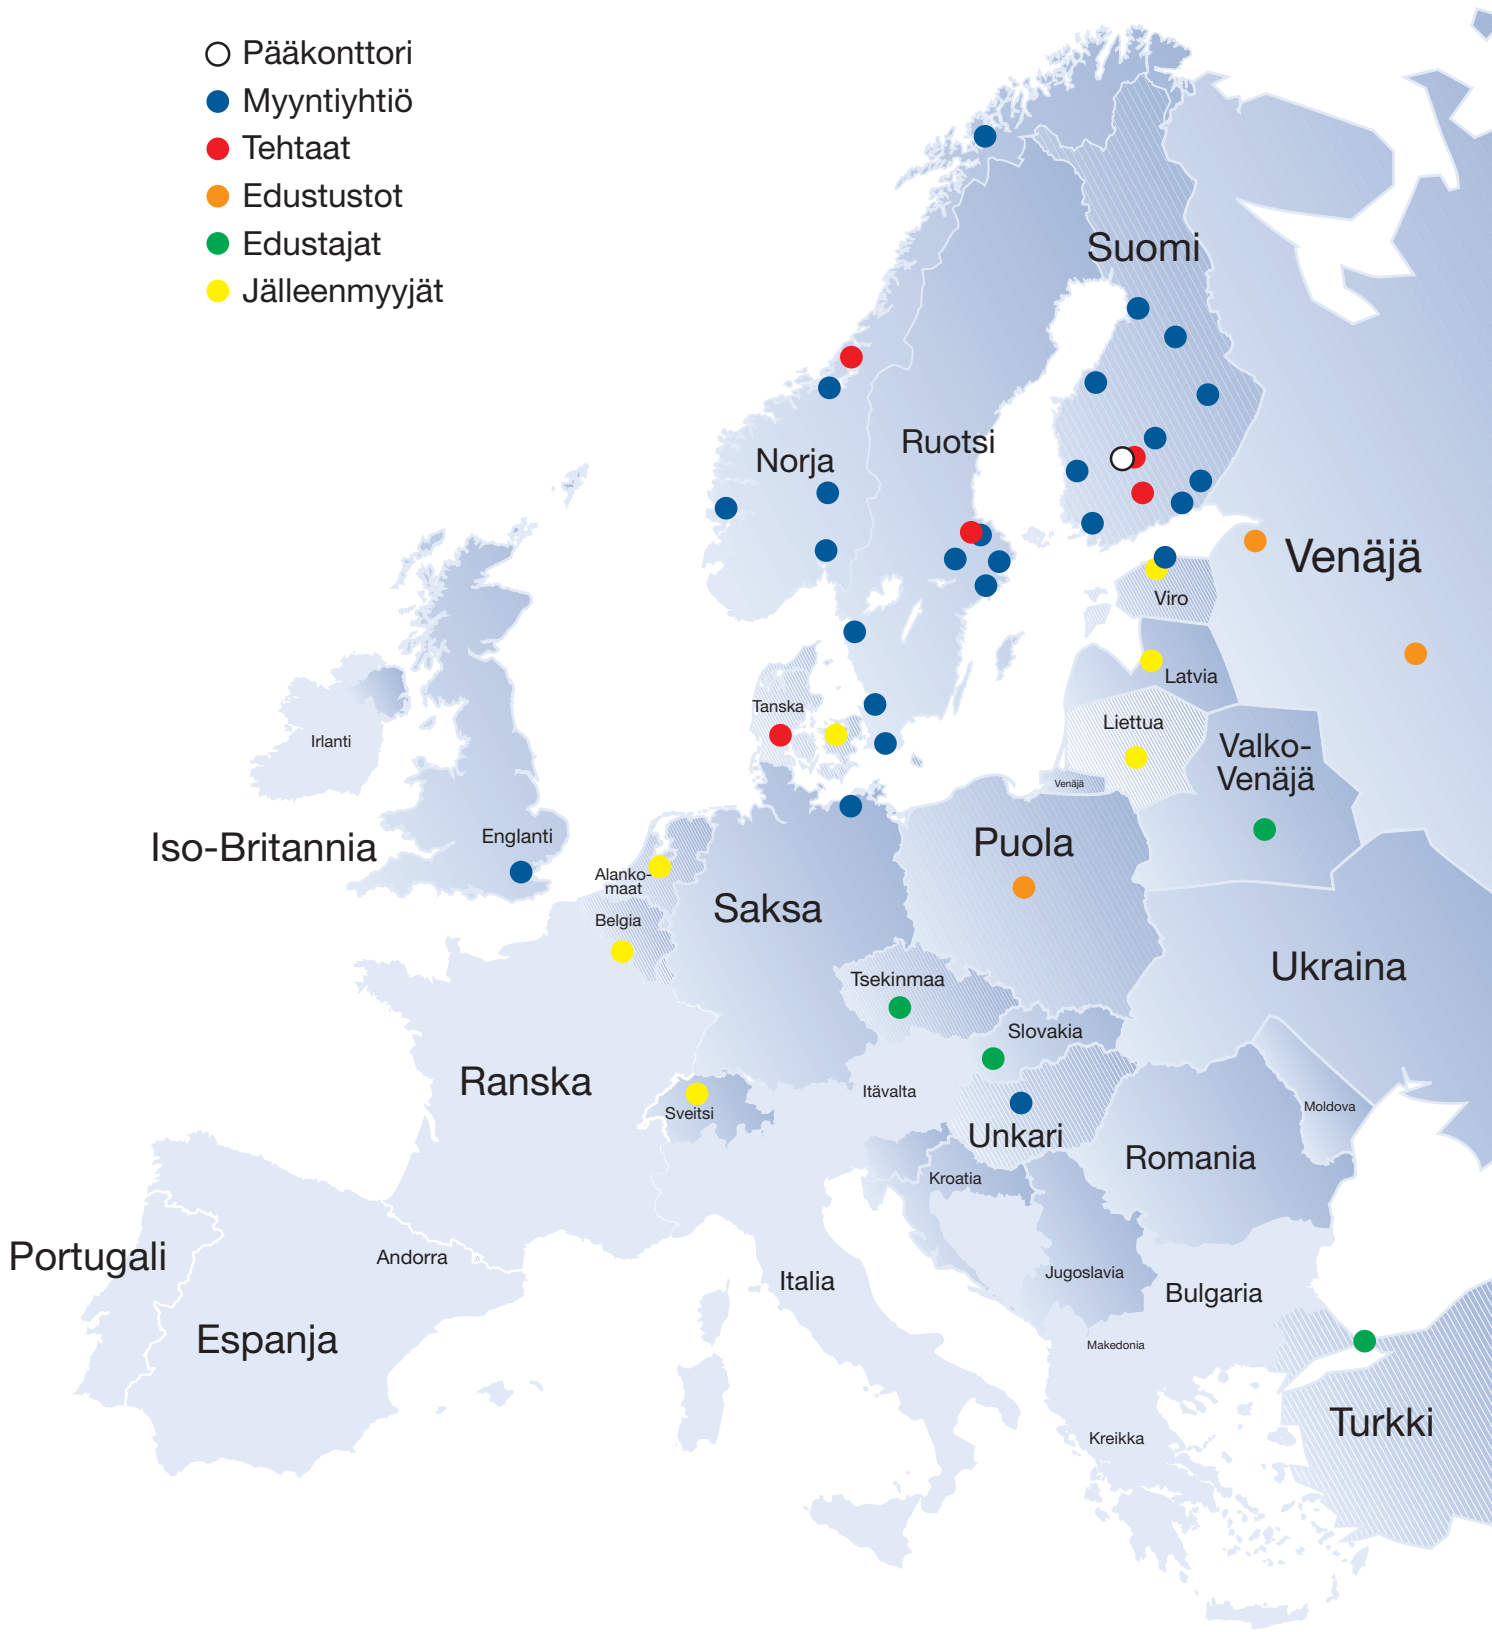 Pääkonttori
Myyntiyhtiö
Tehtaat
Edustustot
Edustajat
Jälleenmyyjät
Suomi
Ruotsi
Norja
Venäjä
Viro
Latvia
Tanska
Liettua
Irlanti
Valko-
Venäjä
Venäjä
Iso-Britannia
Englanti
Puola
Alanko-
maat
Saksa
Belgia
Ukraina
Tsekinmaa
Slovakia
Ranska
Itävalta
Sveitsi
Moldova
Unkari
Romania
Kroatia
Portugali
Andorra
Jugoslavia
Italia
Bulgaria
Espanja
Makedonia
Turkki
Kreikka